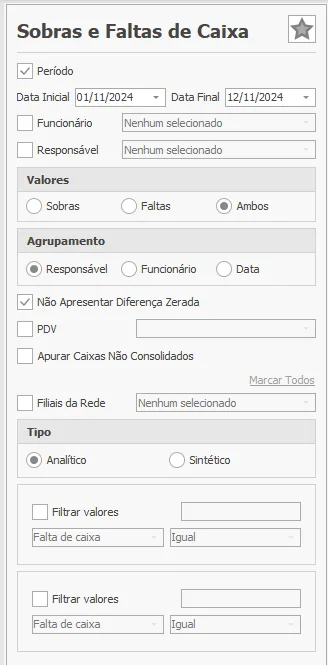 Sobras e Faltas de Caixa
Período
Data Inicial 01/11/2024 Data Final 12/11/2024
Funcionário Nenhum selecionado
Responsável Nenhum selecionado
Valores
Sobras Faltas Ambos
Agrupamento
Responsável Funcionário Data
Não Apresentar Diferença Zerada
PDV
Apurar Caixas Não Consolidados
Marcar Todos
Filiais da Rede Nenhum selecionado
Tipo
Analítico Sintético
Filtrar valores
Falta de caixa Igual
Filtrar valores
Falta de caixa Igual